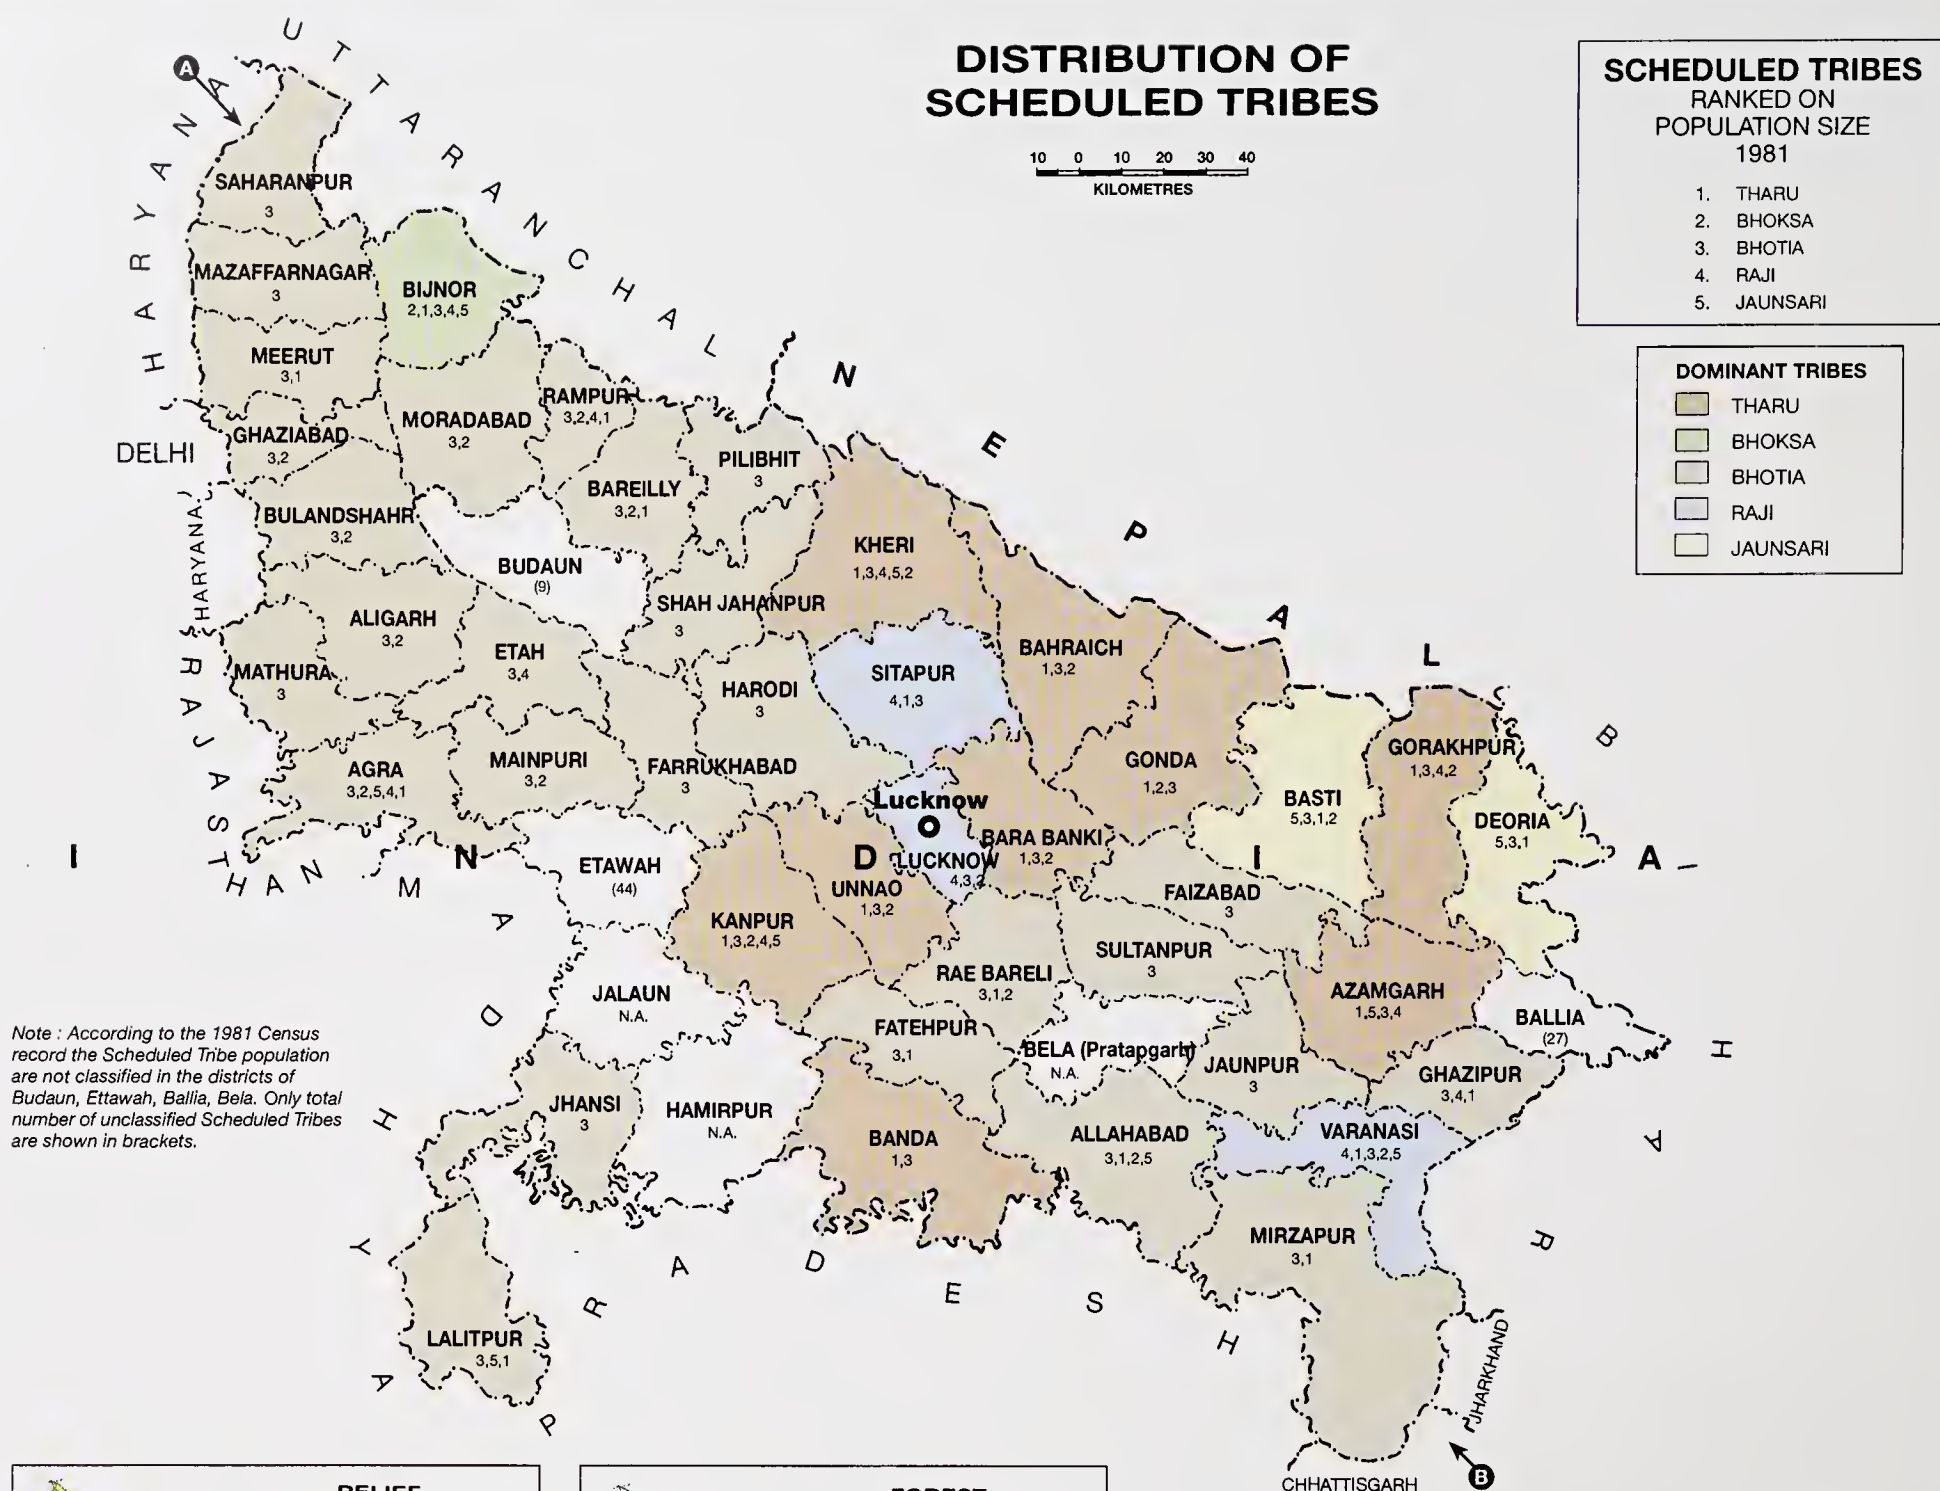 DISTRIBUTION OF
SCHEDULED TRIBES
10 0 10 20 30 40
KILOMETRES
SCHEDULED TRIBES
RANKED ON
POPULATION SIZE
1981
1. THARU
2. BHOKSA
3. BHOTIA
4. RAJI
5. JAUNSARI
DOMINANT TRIBES
THARU
BHOKSA
BHOTIA
RAJI
JAUNSARI
A
UTTARANCHAL
HARYANA
DELHI
HARYANA
RAJASTHAN
NEPAL
BIHAR
INDIA
MADHYA PRADESH
JHARKHAND
CHHATTISGARH
B
SAHARANPUR
3
MAZAFFARNAGAR
3
BIJNOR
2,1,3,4,5
MEERUT
3,1
RAMPUR
3,2,4,1
MORADABAD
3,2
GHAZIABAD
3,2
PILIBHIT
3
BAREILLY
3,2,1
BULANDSHAHR
3,2
KHERI
1,3,4,5,2
BUDAUN
(9)
SHAH JAHANPUR
3
ALIGARH
3,2
ETAH
3,4
BAHRAICH
1,3,2
MATHURA
3
SITAPUR
4,1,3
HARODI
3
GORAKHPUR
1,3,4,2
GONDA
1,2,3
MAINPURI
3,2
AGRA
3,2,5,4,1
FARRUKHABAD
3
BASTI
5,3,1,2
Lucknow
DEORIA
5,3,1
BARA BANKI
1,3,2
LUCKNOW
4,3,2
ETAWAH
(44)
UNNAO
1,3,2
FAIZABAD
3
KANPUR
1,3,2,4,5
SULTANPUR
3
RAE BARELI
3,1,2
AZAMGARH
1,5,3,4
JALAUN
N.A.
BALLIA
(27)
FATEHPUR
3,1
BELA (Pratapgarh)
N.A.
JAUNPUR
3
GHAZIPUR
3,4,1
JHANSI
3
HAMIRPUR
N.A.
BANDA
1,3
ALLAHABAD
3,1,2,5
VARANASI
4,1,3,2,5
MIRZAPUR
3,1
LALITPUR
3,5,1
Note : According to the 1981 Census
record the Scheduled Tribe population
are not classified in the districts of
Budaun, Ettawah, Ballia, Bela. Only total
number of unclassified Scheduled Tribes
are shown in brackets.
RELIEF
FOREST